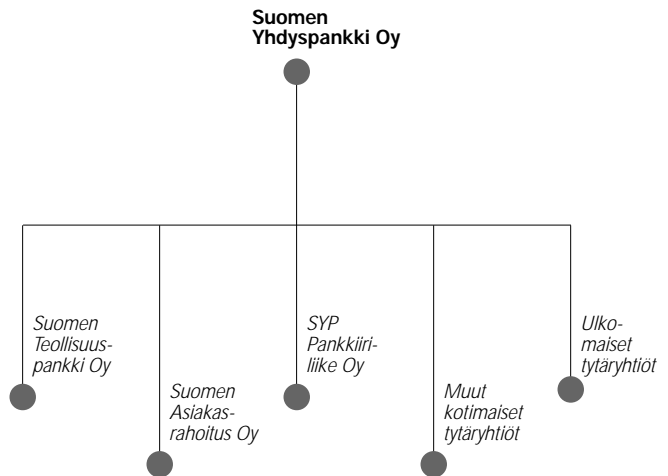 Suomen
Yhdyspankki Oy
Suomen
Teollisuus-
pankki Oy
Suomen
Asiakas-
rahoitus Oy
SYP
Pankkiiri-
liike Oy
Muut
kotimaiset
tytäryhtiöt
Ulko-
maiset
tytäryhtiöt